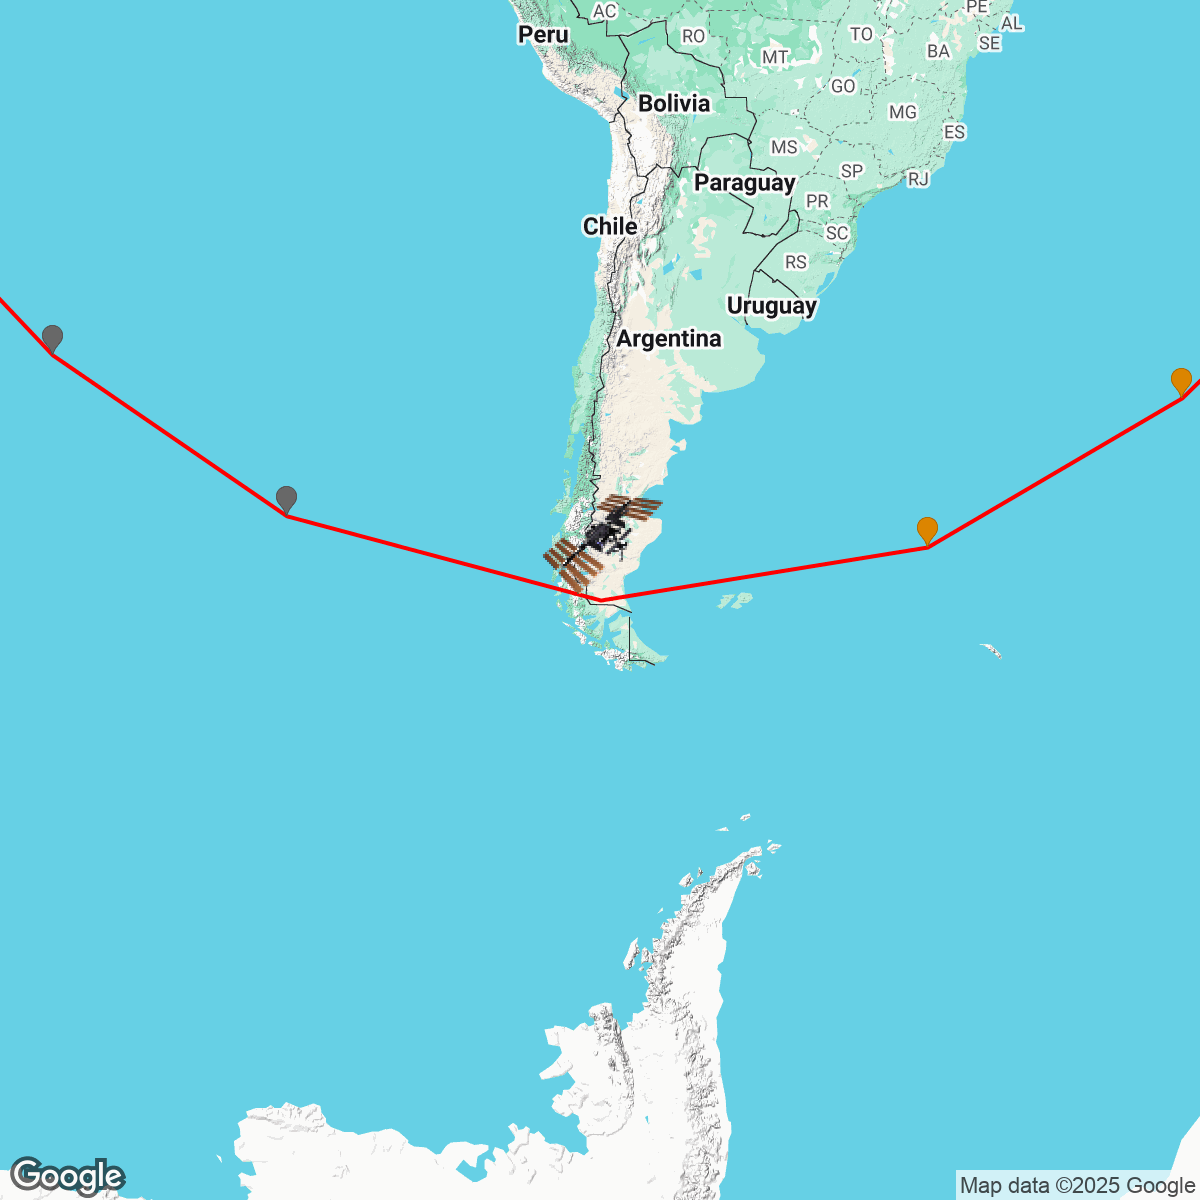 AC
PE
AL
Peru
RO
TO
SE
BA
MT
GO
Bolivia
MG
ES
MS
SP
RJ
Paraguay
PR
Chile
SC
RS
Uruguay
Argentina
Google
Map data ©2025 Google